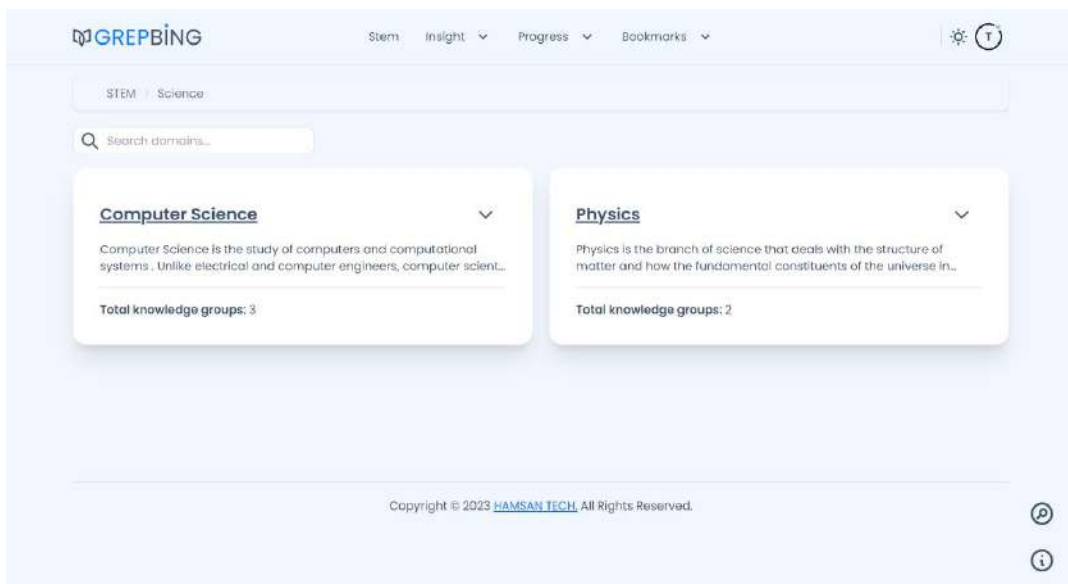 GREPBING
Stem Insight Progress Bookmarks
T
STEM / Science
Search domains...
Computer Science
Computer Science is the study of computers and computational
systems . Unlike electrical and computer engineers, computer scient...
Total knowledge groups: 3
Physics
Physics is the branch of science that deals with the structure of
matter and how the fundamental constituents of the universe in...
Total knowledge groups: 2
Copyright © 2023 HAMSAN TECH, All Rights Reserved.